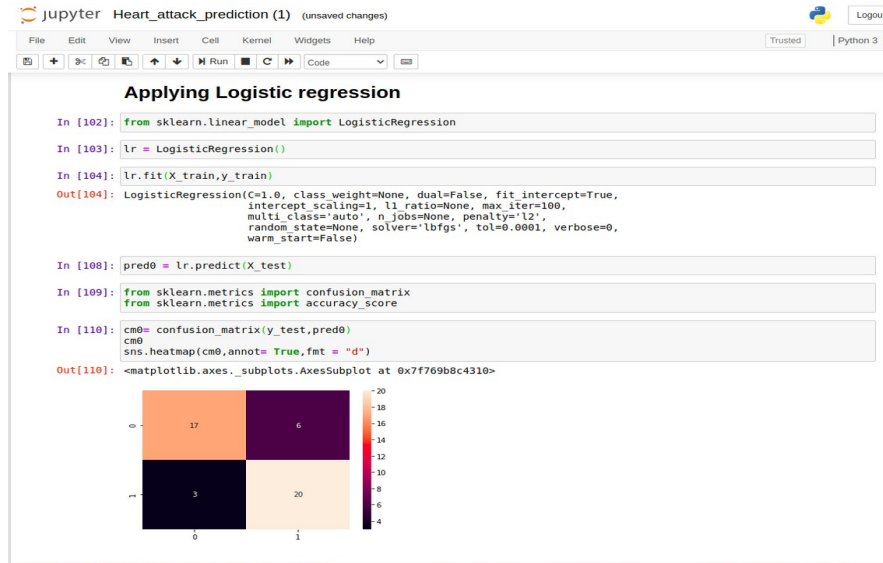 jupyter Heart_attack_prediction (1) (unsaved changes)
Logou
File Edit View Insert Cell Kernel Widgets Help
Trusted Python 3
Run Code
Applying Logistic regression
In [102]: from sklearn.linear_model import LogisticRegression
In [103]: lr = LogisticRegression()
In [104]: lr.fit(X_train,y_train)
Out[104]: LogisticRegression(C=1.0, class_weight=None, dual=False, fit_intercept=True,
intercept_scaling=1, l1_ratio=None, max_iter=100,
multi_class='auto', n_jobs=None, penalty='l2',
random_state=None, solver='lbfgs', tol=0.0001, verbose=0,
warm_start=False)
In [108]: pred0 = lr.predict(X_test)
In [109]: from sklearn.metrics import confusion_matrix
from sklearn.metrics import accuracy_score
In [110]: cm0= confusion_matrix(y_test,pred0)
cm0
sns.heatmap(cm0,annot= True,fmt = "d")
Out[110]: <matplotlib.axes._subplots.AxesSubplot at 0x7f769b8c4310>
20
18
0 17 6
16
14
12
10
8
1 3 20
6
4
0 1